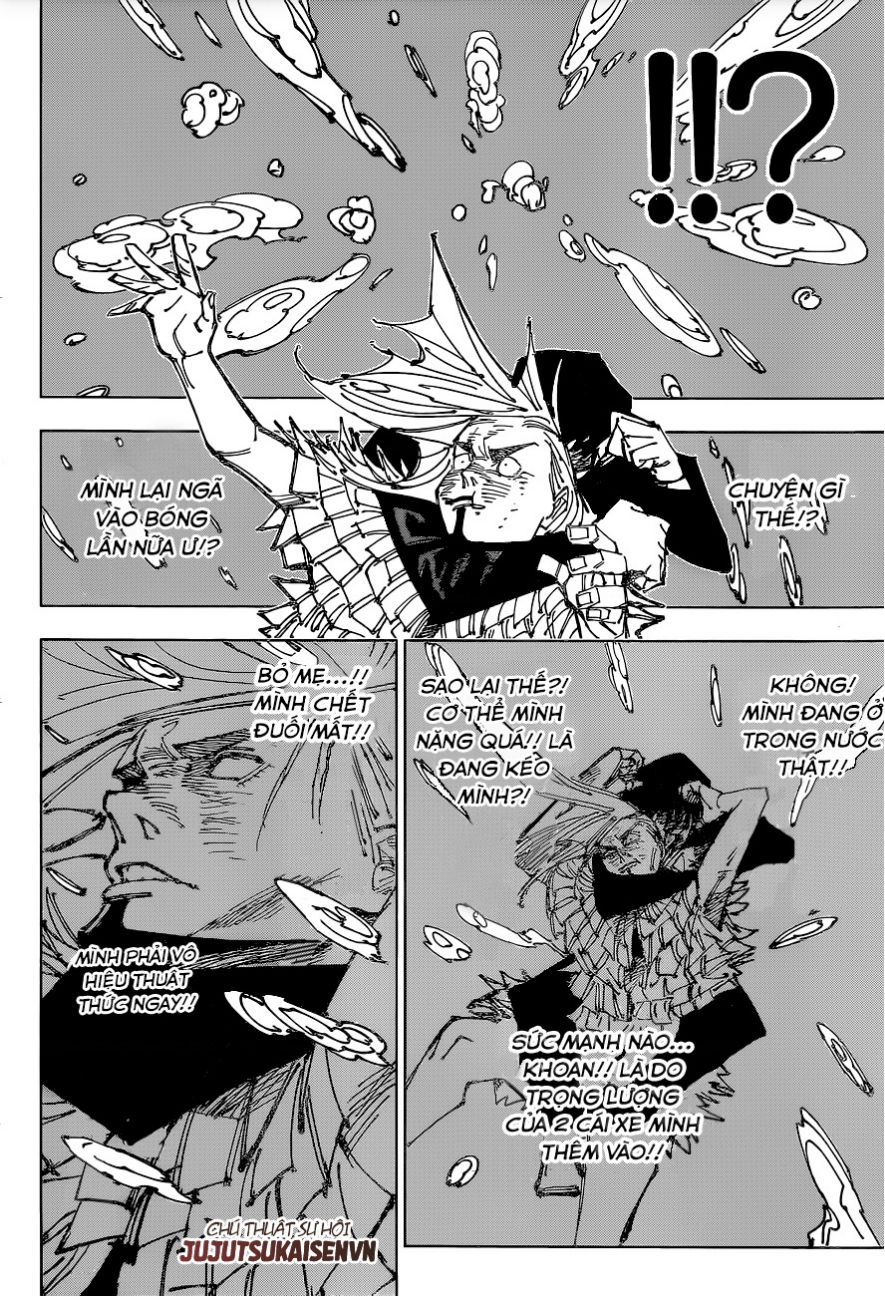 !!?
CHUYỆN GÌ
THẾ!?
MÌNH LẠI NGÃ
VÀO BÓNG
LẦN NỮA Ư!?
KHÔNG!
MÌNH ĐANG Ở
TRONG NƯỚC
THẬT!!
SAO LẠI THẾ?!
CƠ THỂ MÌNH
NẶNG QUÁ!! LÀ
ĐANG KÉO
MÌNH?!
SỨC MẠNH NÀO...
KHOAN!! LÀ DO
TRỌNG LƯỢNG
CỦA 2 CÁI XE MÌNH
THÊM VÀO!!
BỎ MẸ...!!
MÌNH CHẾT
ĐUỐI MẤT!!
MÌNH PHẢI VÔ
HIỆU THUẬT
THỨC NGAY!!
CHÚ THUẬT SƯ HỘI
JUJUTSUKAISENVN